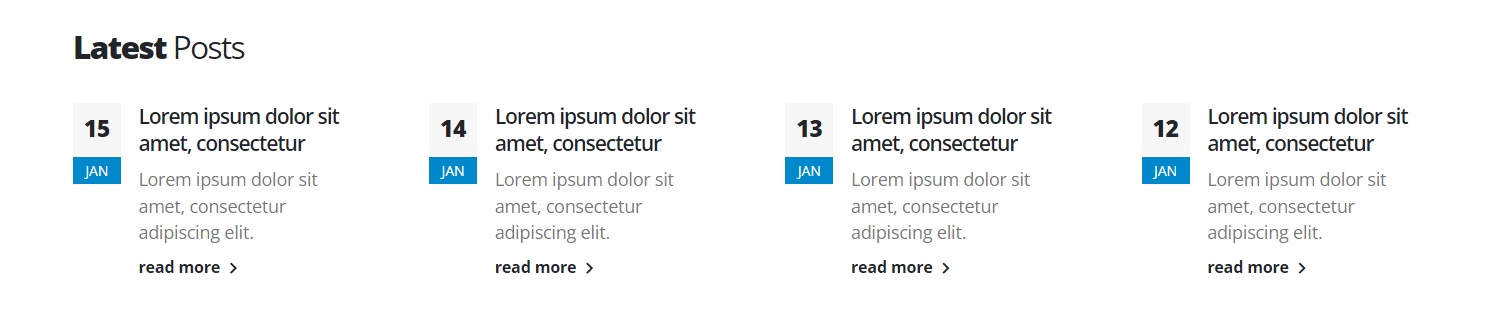 Latest Posts
15
JAN
Lorem ipsum dolor sit
amet, consectetur
Lorem ipsum dolor sit
amet, consectetur
adipiscing elit.
read more
14
JAN
Lorem ipsum dolor sit
amet, consectetur
Lorem ipsum dolor sit
amet, consectetur
adipiscing elit.
read more
13
JAN
Lorem ipsum dolor sit
amet, consectetur
Lorem ipsum dolor sit
amet, consectetur
adipiscing elit.
read more
12
JAN
Lorem ipsum dolor sit
amet, consectetur
Lorem ipsum dolor sit
amet, consectetur
adipiscing elit.
read more